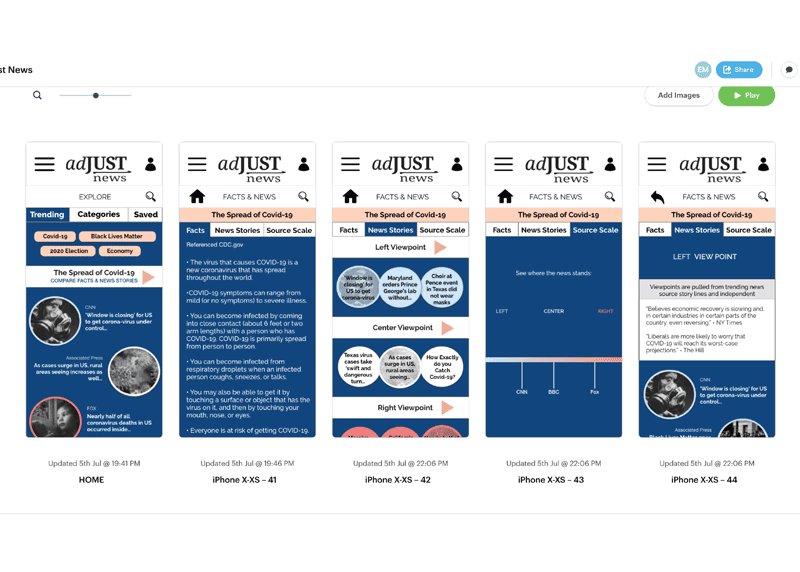 st News
EM
Share
Add Images
Play
adJUST
news
EXPLORE
Trending
Categories
Saved
Covid-19
Black Lives Matter
2020 Election
Economy
The Spread of Covid-19
COMPARE FACTS & NEWS STORIES
CNN
'Window is closing' for US
to get corona-virus under
control...
Associated Press
As cases surge in US, rural
areas seeing increases as
well...
FOX
Nearly half of all
coronavirus deaths in US
occurred inside...
Updated 5th Jul @ 19:41 PM
HOME
adJUST
news
FACTS & NEWS
The Spread of Covid-19
Facts
News Stories
Source Scale
Referenced CDC.gov
• The virus that causes COVID-19 is a
new coronavirus that has spread
throughout the world.
•COVID-19 symptoms can range from
mild (or no symptoms) to severe illness.
• You can become infected by coming
into close contact (about 6 feet or two
arm lengths) with a person who has
COVID-19. COVID-19 is primarily spread
from person to person.
• You can become infected from
respiratory droplets when an infected
person coughs, sneezes, or talks.
• You may also be able to get it by
touching a surface or object that has the
virus on it, and then by touching your
mouth, nose, or eyes.
• Everyone is at risk of getting COVID-19.
Updated 5th Jul @ 19:46 PM
iPhone X-XS – 41
adJUST
news
FACTS & NEWS
The Spread of Covid-19
Facts
News Stories
Source Scale
Left Viewpoint
'Window is
closing' for
US to get
corona-virus
Maryland
orders Prince
George's lab
without...
Choir at
Pence event
in Texas did
not wear
masks
Center Viewpoint
Texas virus
cases take
'swift and
dangerous
turn...
As cases
surge in US,
rural areas
seeing...
How Exactly
do you
Catch
Covid-19?
Right Viewpoint
Updated 5th Jul @ 22:06 PM
iPhone X-XS – 42
adJUST
news
FACTS & NEWS
The Spread of Covid-19
Facts
News Stories
Source Scale
See where the news stands:
LEFT
CENTER
RIGHT
CNN
BBC
Fox
Updated 5th Jul @ 22:06 PM
iPhone X-XS – 43
adJUST
news
FACTS & NEWS
The Spread of Covid-19
Facts
News Stories
Source Scale
LEFT VIEW POINT
Viewpoints are pulled from trending news
source story lines and independent
"Believes economic recovery is slowing and,
in certain industries in certain parts of the
country, even reversing." - NY Times
"Liberals are more likely to worry that
COVID-19 will reach its worst-case
projections" - The Hill
CNN
'Window is closing' for US
to get corona-virus under
control...
Associated Press
Updated 5th Jul @ 22:06 PM
iPhone X-XS – 44